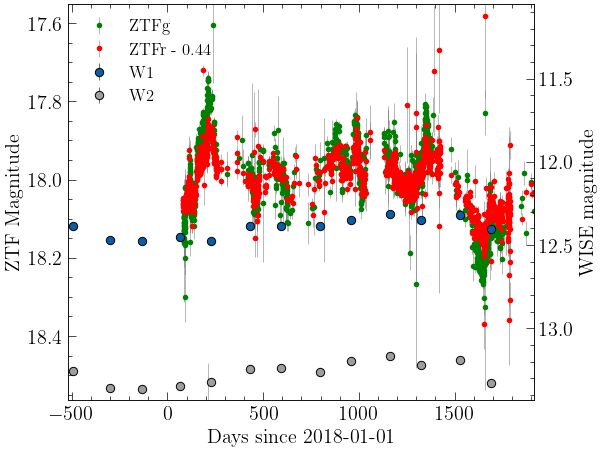 ZTFg
ZTFr - 0.44
W1
W2
17.6
17.8
18.0
18.2
18.4
ZTF Magnitude
11.5
12.0
12.5
13.0
WISE magnitude
−500
0
500
1000
1500
Days since 2018-01-01